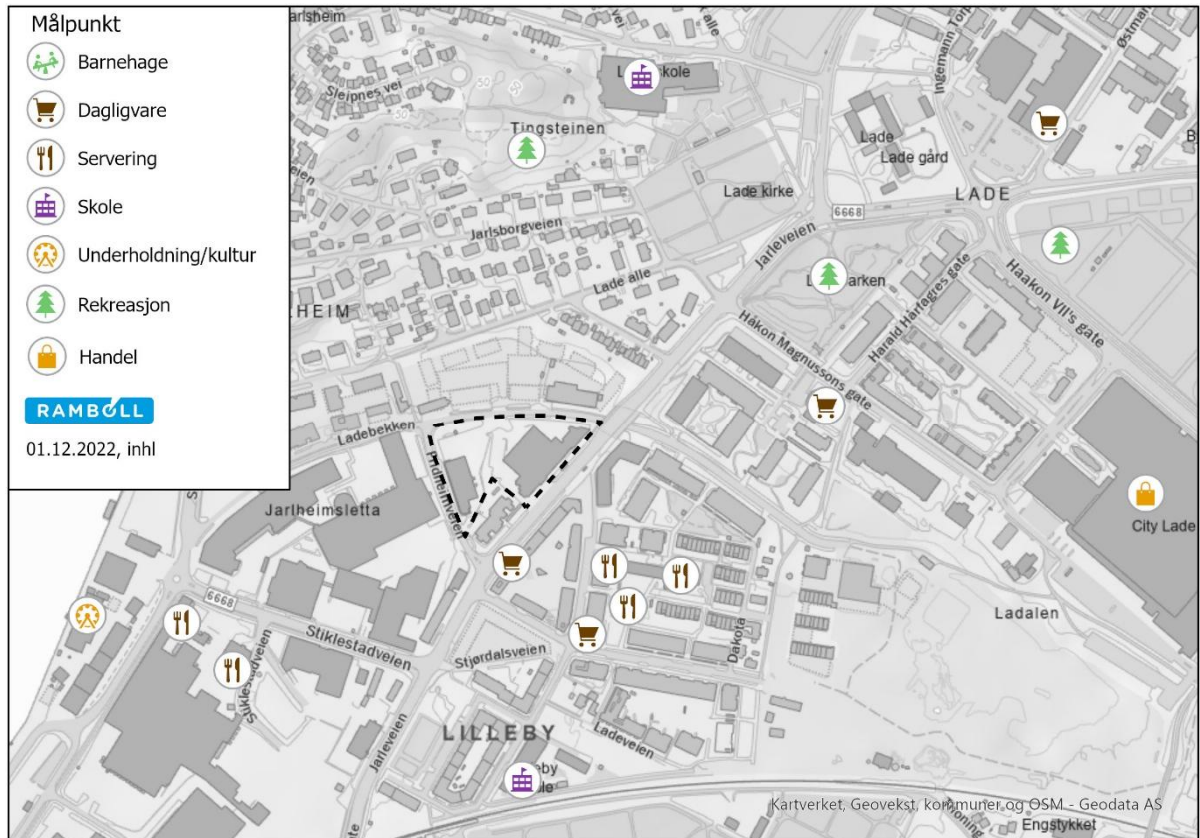 Målpunkt
Barnehage
Dagligvare
Servering
Skole
Underholdning/kultur
Rekreasjon
Handel
RAMBOLL
01.12.2022, inhl
Sleipnes vei
Tingsteinen
Jarlsborgveien
Lade alle
Lade kirke
Lade
Lade gård
LADE
6668
Jarleveien
Haakon VII's gate
Harald Hårfagres gate
Håkon Magnussons gate
Ladebekken
Jarlheimsletta
City Lade
Ladalen
6668
Stiklestadveien
Stiklestadveien
Stjørdalsveien
Dakota
LILLEBY
Ladeveien
Jarleveien
Kartverket, Geovekst, kommuner og OSM - Geodata AS
Engstykket